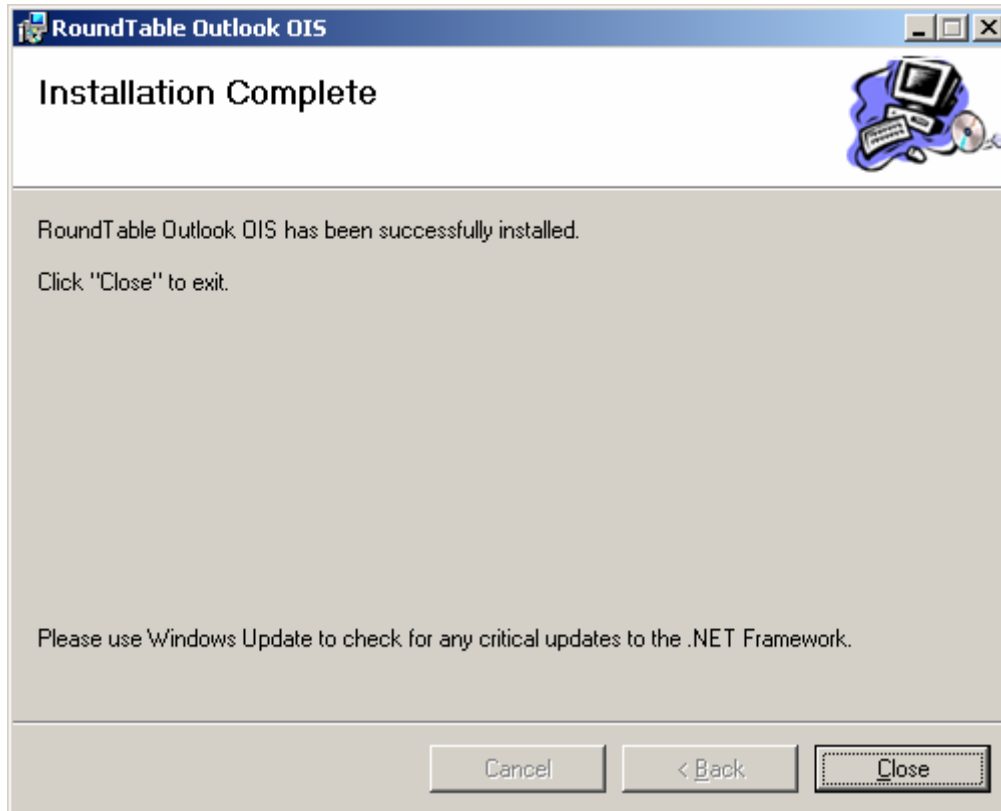 RoundTable Outlook OIS
Installation Complete
RoundTable Outlook OIS has been successfully installed.
Click "Close" to exit.
Please use Windows Update to check for any critical updates to the .NET Framework.
Cancel
< Back
Close